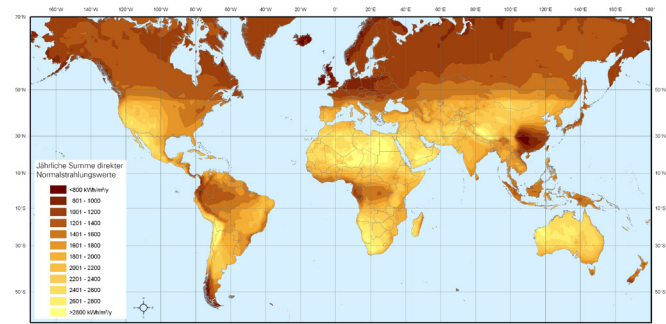 160°W 140°W 120°W 100°W 80°W 60°W 40°W 20°W 0° 20°E 40°E 60°E 80°E 100°E 120°E 140°E 160°E 180°
70°N
50°N
30°N
10°N
10°S
30°S
50°S
Jährliche Summe direkter
Normalstrahlungswerte
<800 kWh/m²/y
801 - 1000
1001 - 1200
1201 - 1400
1401 - 1600
1601 - 1800
1801 - 2000
2001 - 2200
2201 - 2400
2401 - 2600
2601 - 2800
>2800 kWh/m²/y